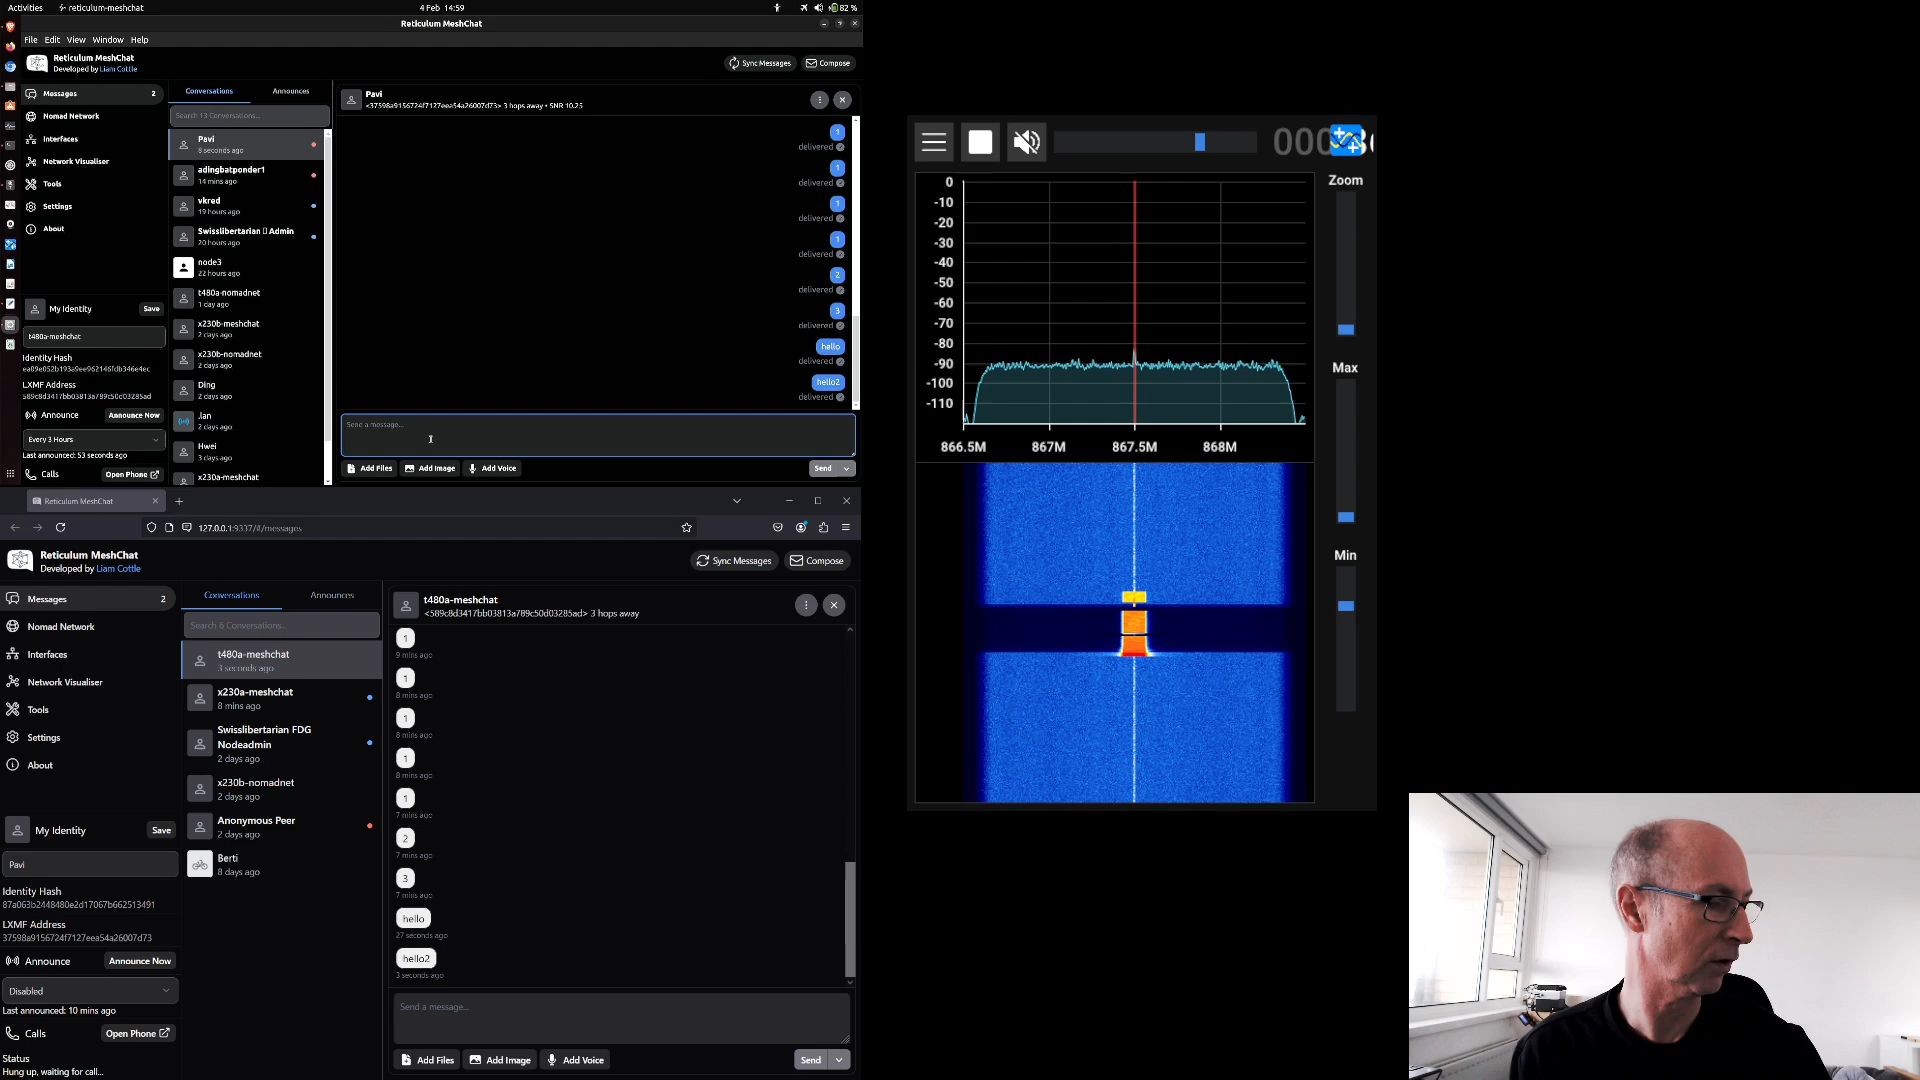 Activities
reticulum-meshchat
4 Feb 14:59
82 %
Reticulum MeshChat
File Edit View Window Help
Reticulum MeshChat
Developed by Liam Cottle
Sync Messages
Compose
Messages 2
Nomad Network
Interfaces
Network Visualiser
Tools
Settings
About
My Identity
Save
t480a-meshchat
Identity Hash
ea09e052b193a9ee962146fdb346e4ec
LXMF Address
589c8d3417bb03813a789c50d03285ad
Announce
Announce Now
Every 3 Hours
Last announced: 53 seconds ago
Calls
Open Phone
Conversations
Announces
Search 13 Conversations...
Pavi
8 seconds ago
adingbatponder1
14 mins ago
vkred
19 hours ago
Swisslibertarian ▯ Admin
20 hours ago
node3
22 hours ago
t480a-nomadnet
1 day ago
x230b-meshchat
2 days ago
x230b-nomadnet
2 days ago
Ding
2 days ago
.lan
2 days ago
Hwei
3 days ago
x230a-meshchat
Pavi
<37598a9156724f7127eea54a26007d73> 3 hops away • SNR 10.25
1
delivered
1
delivered
1
delivered
1
delivered
2
delivered
3
delivered
hello
delivered
hello2
delivered
Send a message...
Add Files
Add Image
Add Voice
Send
Reticulum MeshChat
127.0.0.1:9337/#/messages
Reticulum MeshChat
Developed by Liam Cottle
Sync Messages
Compose
Messages 2
Nomad Network
Interfaces
Network Visualiser
Tools
Settings
About
My Identity
Save
Pavi
Identity Hash
87a063b2448480e2d17067b662513491
LXMF Address
37598a9156724f7127eea54a26007d73
Announce
Announce Now
Disabled
Last announced: 10 mins ago
Calls
Open Phone
Status
Hung up, waiting for call...
Conversations
Announces
Search 6 Conversations...
t480a-meshchat
3 seconds ago
x230a-meshchat
8 mins ago
Swisslibertarian FDG
Nodeadmin
2 days ago
x230b-nomadnet
2 days ago
Anonymous Peer
2 days ago
Berti
8 days ago
t480a-meshchat
<589c8d3417bb03813a789c50d03285ad> 3 hops away
1
9 mins ago
1
8 mins ago
1
8 mins ago
1
8 mins ago
1
7 mins ago
2
7 mins ago
3
7 mins ago
hello
27 seconds ago
hello2
3 seconds ago
Send a message...
Add Files
Add Image
Add Voice
Send
000
Zoom
Max
Min
0
-10
-20
-30
-40
-50
-60
-70
-80
-90
-100
-110
866.5M 867M 867.5M 868M